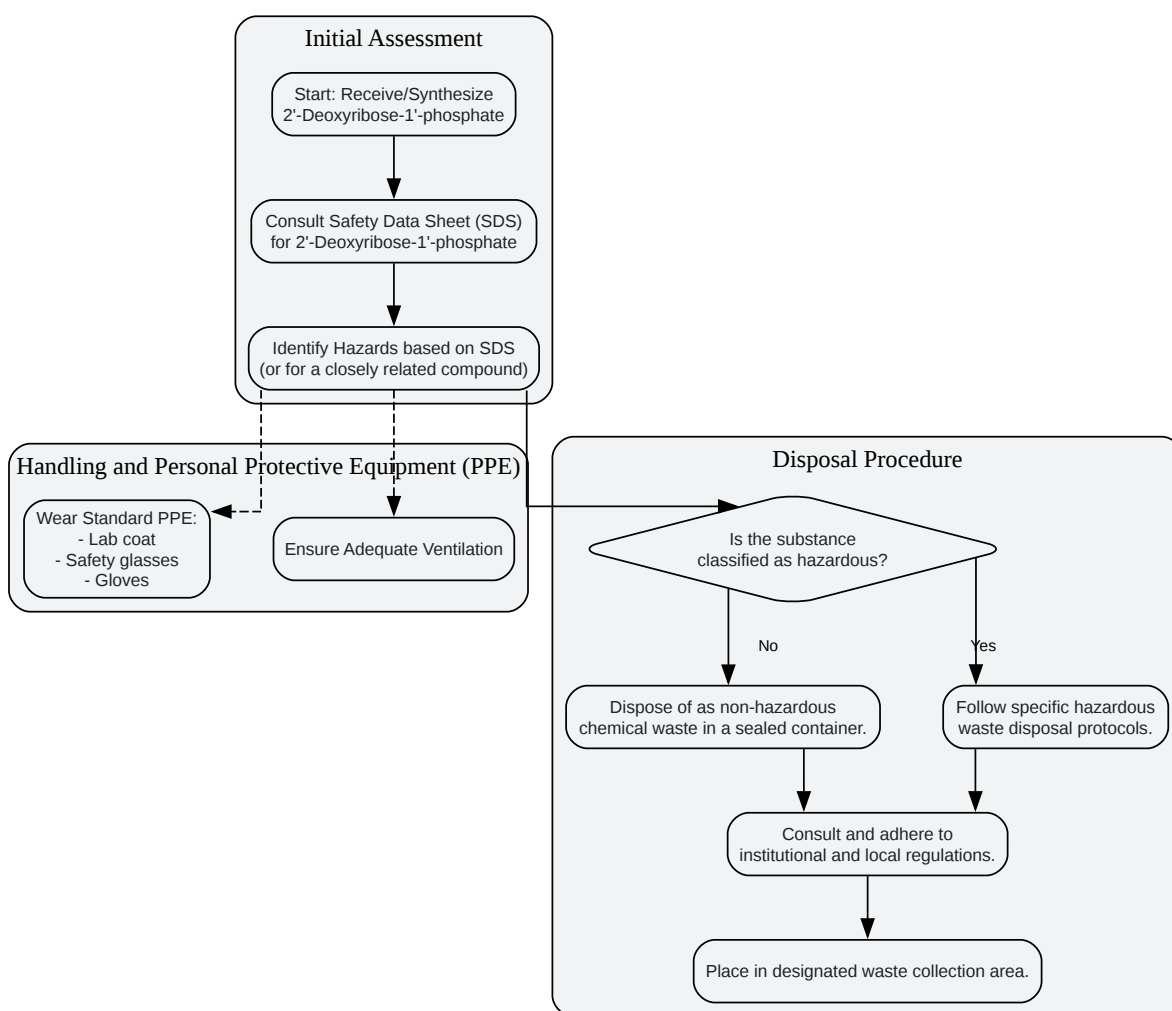 Initial Assessment
Start: Receive/Synthesize
2'-Deoxyribose-1'-phosphate
Consult Safety Data Sheet (SDS)
for 2'-Deoxyribose-1'-phosphate
Identify Hazards based on SDS
(or for a closely related compound)
Handling and Personal Protective Equipment (PPE)
Wear Standard PPE:
- Lab coat
- Safety glasses
- Gloves
Ensure Adequate Ventilation
Disposal Procedure
Is the substance
classified as hazardous?
No
Yes
Dispose of as non-hazardous
chemical waste in a sealed container.
Follow specific hazardous
waste disposal protocols.
Consult and adhere to
institutional and local regulations.
Place in designated waste collection area.